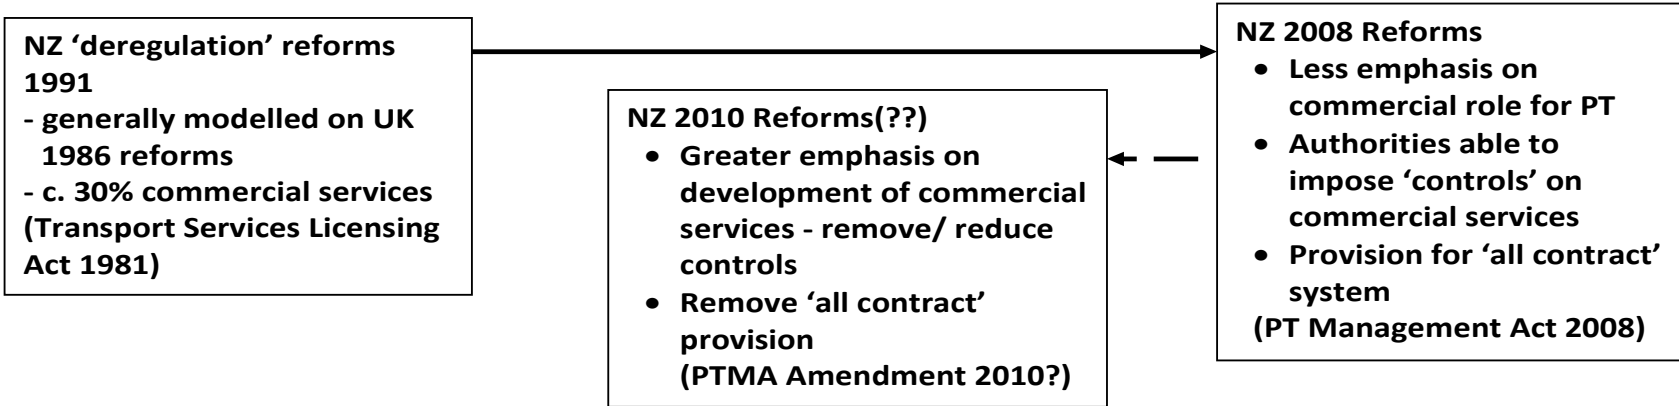 NZ ‘deregulation’ reforms
1991
- generally modelled on UK
1986 reforms
- c. 30% commercial services
(Transport Services Licensing
Act 1981)
NZ 2010 Reforms(??)
• Greater emphasis on
development of commercial
services - remove/ reduce
controls
• Remove ‘all contract’
provision
(PTMA Amendment 2010?)
NZ 2008 Reforms
• Less emphasis on
commercial role for PT
• Authorities able to
impose ‘controls’ on
commercial services
• Provision for ‘all contract’
system
(PT Management Act 2008)